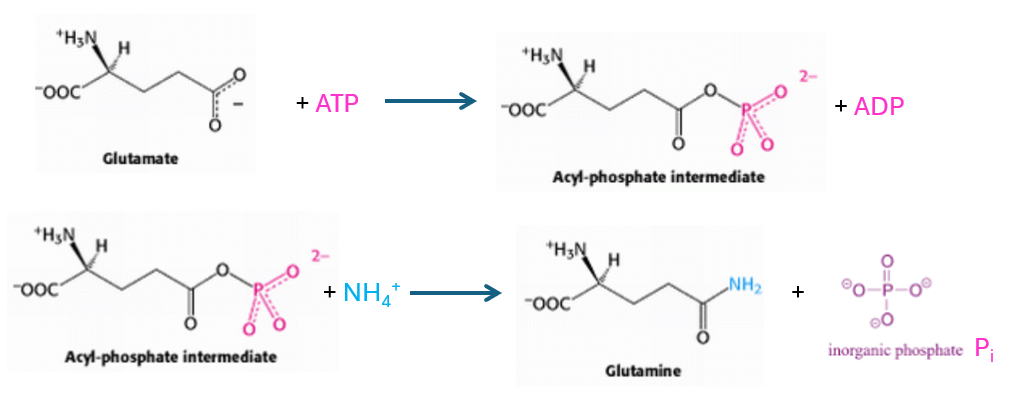 ⁺H₃N H
⁻OOC O
−
O
Glutamate
+ ATP
⁺H₃N H
⁻OOC O P O 2−
O O O
Acyl-phosphate intermediate
+ ADP
⁺H₃N H
⁻OOC O P O 2−
O O O
Acyl-phosphate intermediate
+ NH₄⁺
⁺H₃N H
⁻OOC NH₂
O
Glutamine
+
O
⊖O–P–O⊖
⊖O
inorganic phosphate Pᵢ